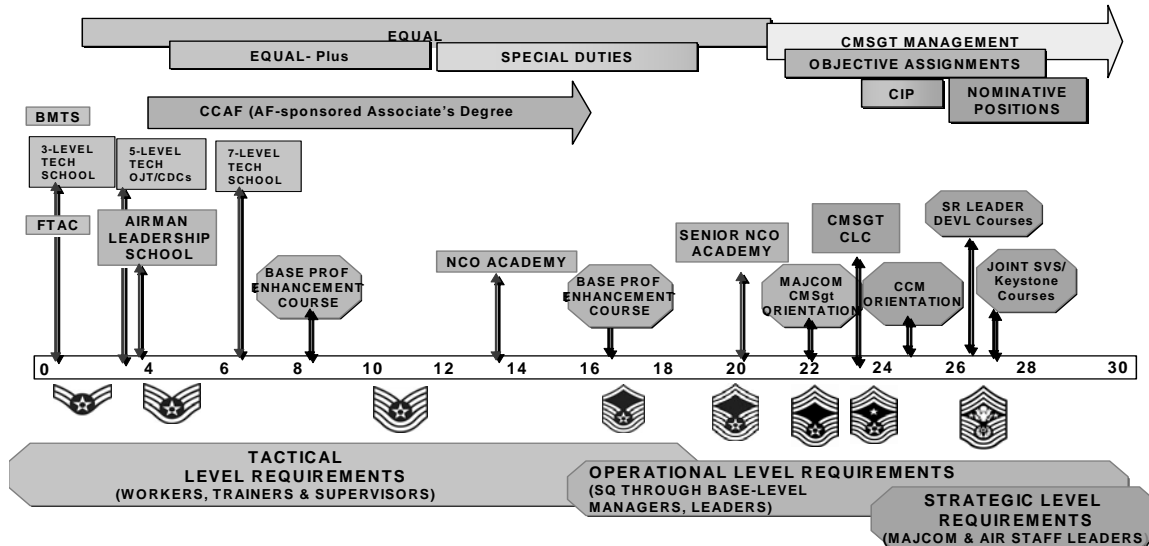 EQUAL
CMSGT MANAGEMENT
EQUAL- Plus
SPECIAL DUTIES
OBJECTIVE ASSIGNMENTS
CIP
NOMINATIVE
POSITIONS
CCAF (AF-sponsored Associate's Degree
BMTS
3-LEVEL
TECH
SCHOOL
5-LEVEL
TECH
OJT/CDCs
7-LEVEL
TECH
SCHOOL
FTAC
AIRMAN
LEADERSHIP
SCHOOL
BASE PROF
ENHANCEMENT
COURSE
NCO ACADEMY
BASE PROF
ENHANCEMENT
COURSE
SENIOR NCO
ACADEMY
MAJCOM
CMSgt
ORIENTATION
CMSGT
CLC
CCM
ORIENTATION
SR LEADER
DEVL Courses
JOINT SVS/
Keystone
Courses
0 4 6 8 10 12 14 16 18 20 22 24 26 28 30
TACTICAL
LEVEL REQUIREMENTS
(WORKERS, TRAINERS & SUPERVISORS)
OPERATIONAL LEVEL REQUIREMENTS
(SQ THROUGH BASE-LEVEL
MANAGERS, LEADERS)
STRATEGIC LEVEL
REQUIREMENTS
(MAJCOM & AIR STAFF LEADERS)